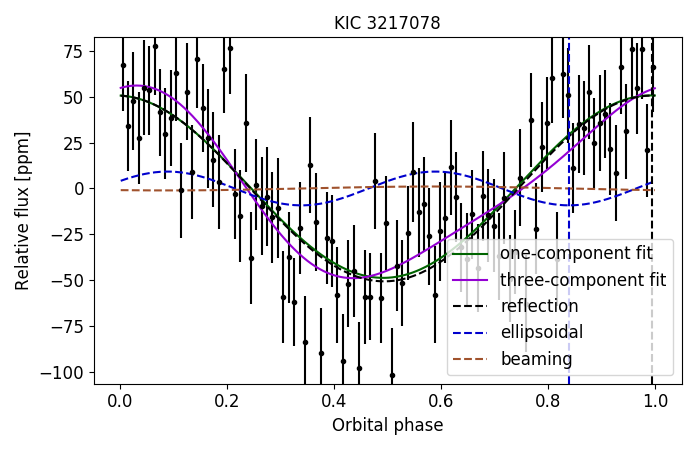 KIC 3217078
Relative flux [ppm]
75
50
25
0
−25
−50
−75
−100
one-component fit
three-component fit
reflection
ellipsoidal
beaming
0.0 0.2 0.4 0.6 0.8 1.0
Orbital phase